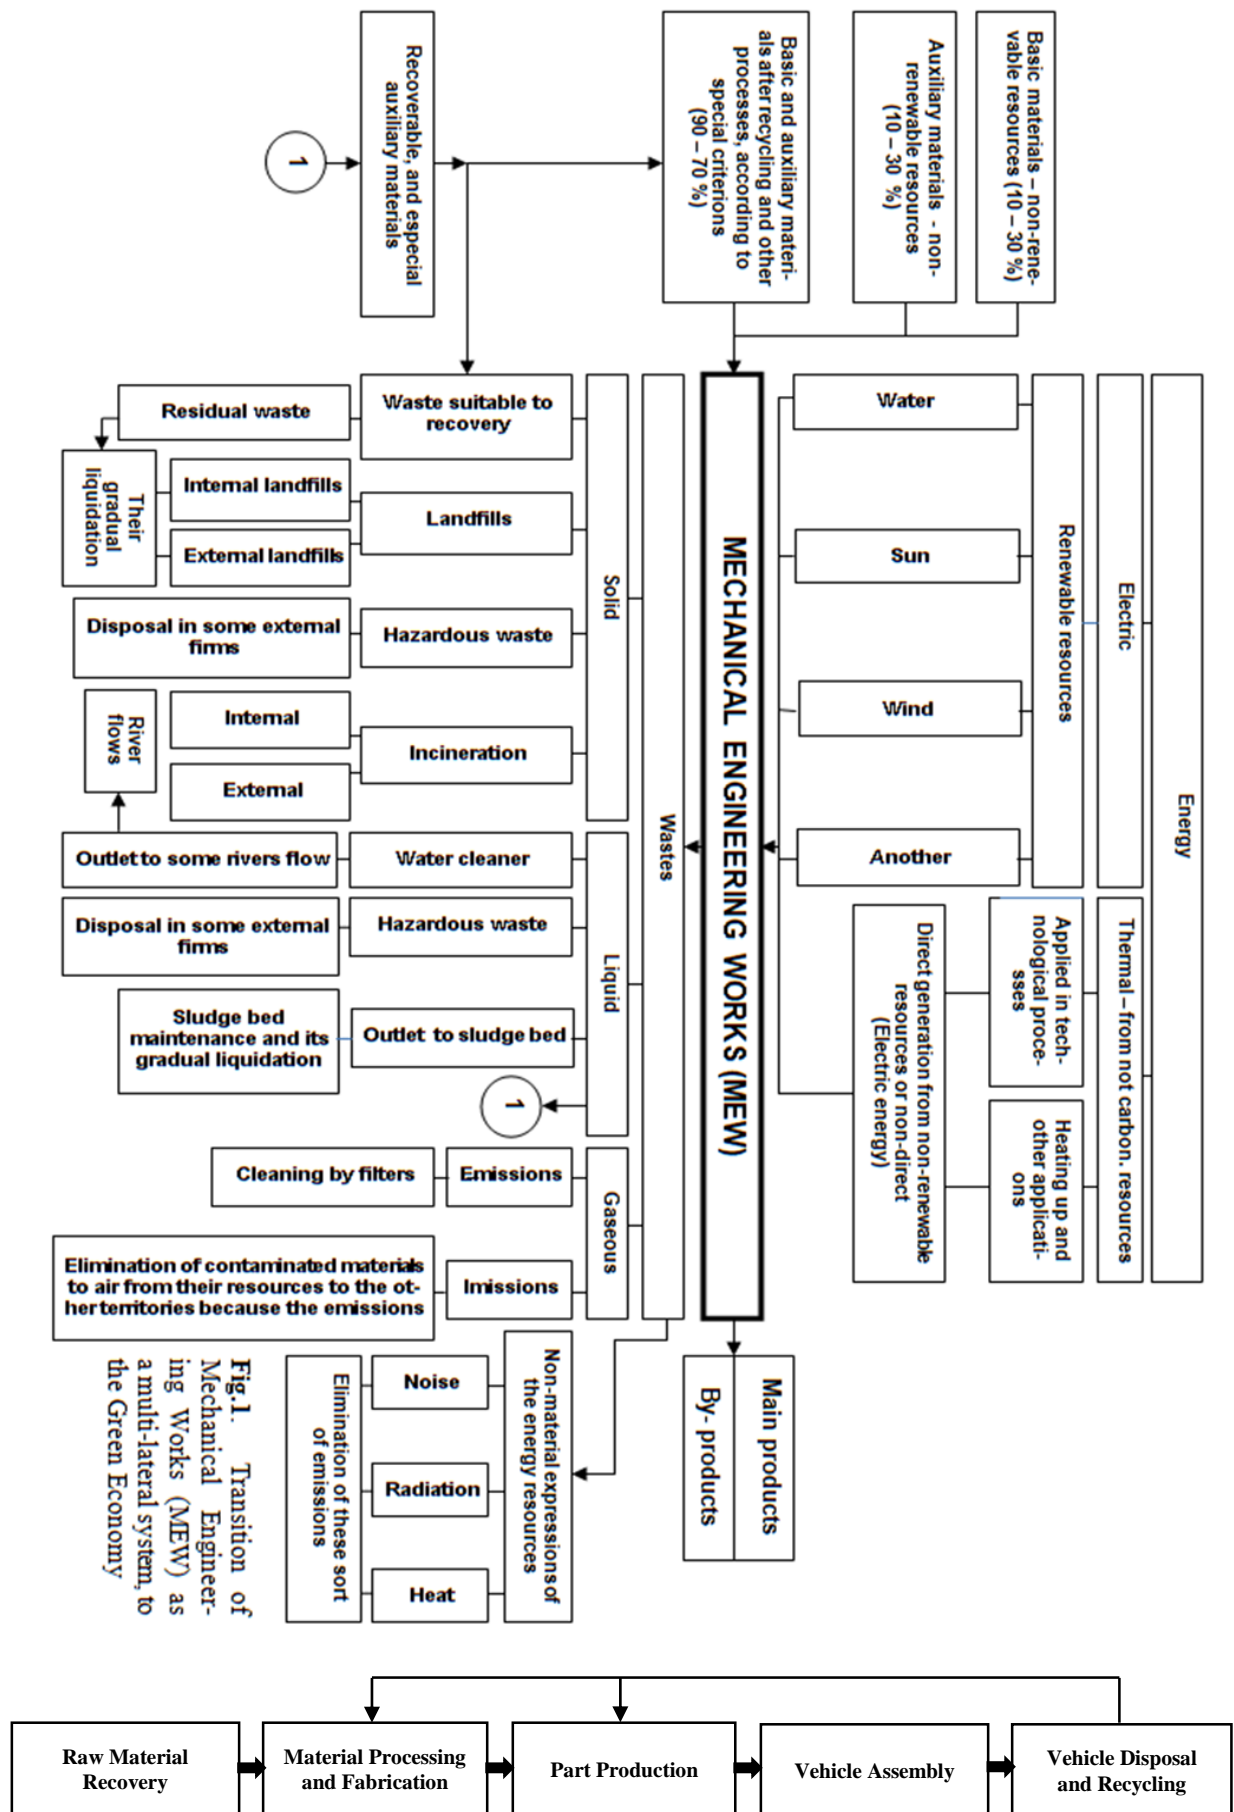 Basic materials – non-rene-
vable resources (10 – 30 %)
Auxiliary materials - non-
renewable resources
(10 – 30 %)
Basic and auxiliary materi-
als after recycling and other
processes, according to
special criterions
(90 – 70 %)
Recoverable, and especial
auxiliary materials
1
Energy
Electric
Renewable resources
Water
Sun
Wind
Another
Thermal – from not carbon. resources
Applied in tech-
nological proce-
sses
Heating up and
other applicati-
ons
Direct generation from non-renewable
resources or non-direct
(Electric energy)
MECHANICAL ENGINEERING WORKS (MEW)
Main products
By- products
Wastes
Solid
Waste suitable to
recovery
Residual waste
Landfills
Internal landfills
External landfills
Their
gradual
liquidation
Hazardous waste
Disposal in some external
firms
Incineration
Internal
External
Liquid
Water cleaner
Outlet to some rivers flow
River
flows
Hazardous waste
Disposal in some external
firms
Outlet to sludge bed
Sludge bed
maintenance and its
gradual liquidation
1
Gaseous
Emissions
Cleaning by filters
Imissions
Elimination of contaminated materials
to air from their resources to the ot-
her territories because the emissions
Non-material expressions of
the energy resources
Noise
Radiation
Heat
Elimination of these sort
of emissions
Fig.1. Transition of
Mechanical Engineer-
ing Works (MEW) as
a multi-lateral system, to
the Green Economy
Raw Material
Recovery
Material Processing
and Fabrication
Part Production
Vehicle Assembly
Vehicle Disposal
and Recycling